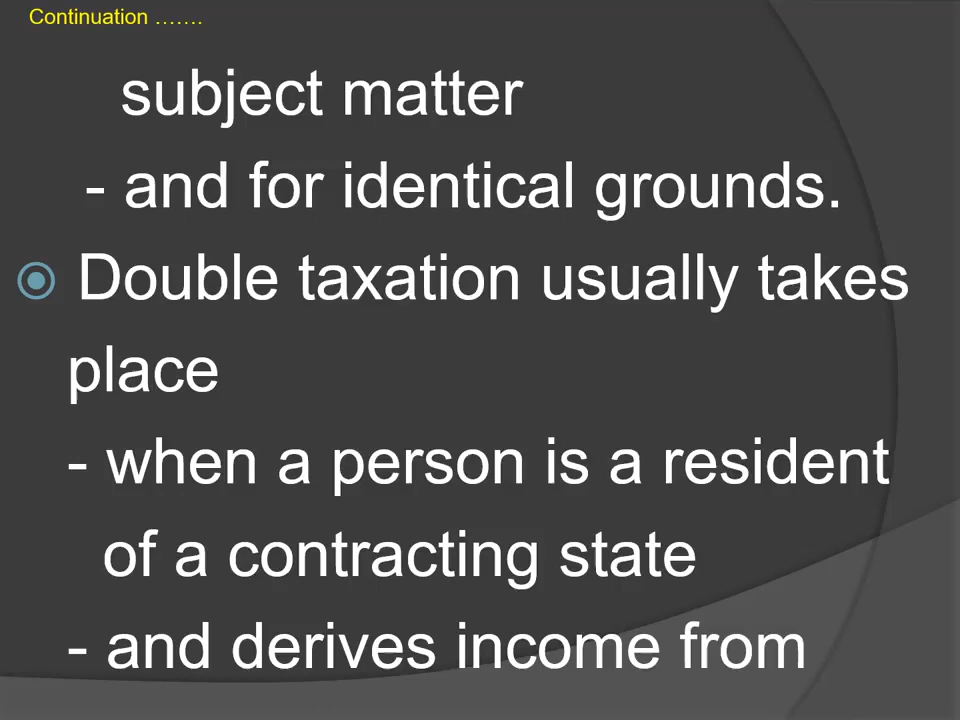 Continuation …….
subject matter
- and for identical grounds.
Double taxation usually takes
place
- when a person is a resident
of a contracting state
- and derives income from